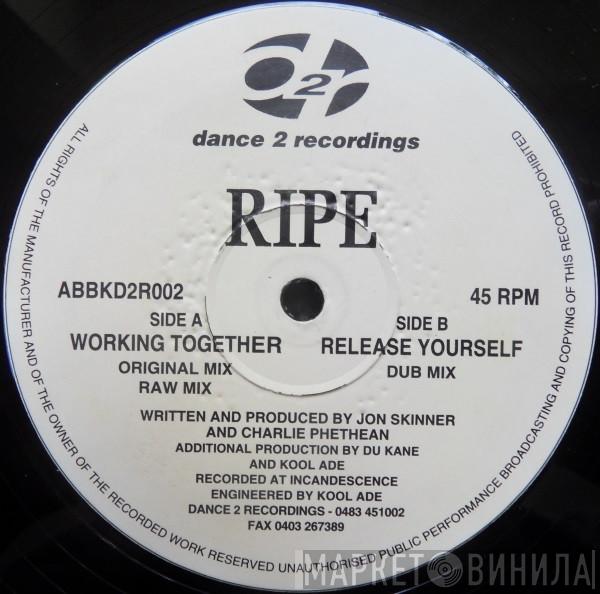 2
dance 2 recordings
RIPE
ABBKD2R002
45 RPM
SIDE A
WORKING TOGETHER
ORIGINAL MIX
RAW MIX
SIDE B
RELEASE YOURSELF
DUB MIX
WRITTEN AND PRODUCED BY JON SKINNER
AND CHARLIE PHETHEAN
ADDITIONAL PRODUCTION BY DU KANE
AND KOOL ADE
RECORDED AT INCANDESCENCE
ENGINEERED BY KOOL ADE
DANCE 2 RECORDINGS - 0483 451002
FAX 0403 267389
ALL RIGHTS OF THE MANUFACTURER AND OF THE OWNER OF THE RECORDED WORK RESERVED UNAUTHORISED PUBLIC PERFORMANCE BROADCASTING AND COPYING OF THIS RECORD PROHIBITED
МАРКЕТ ВИНИЛА